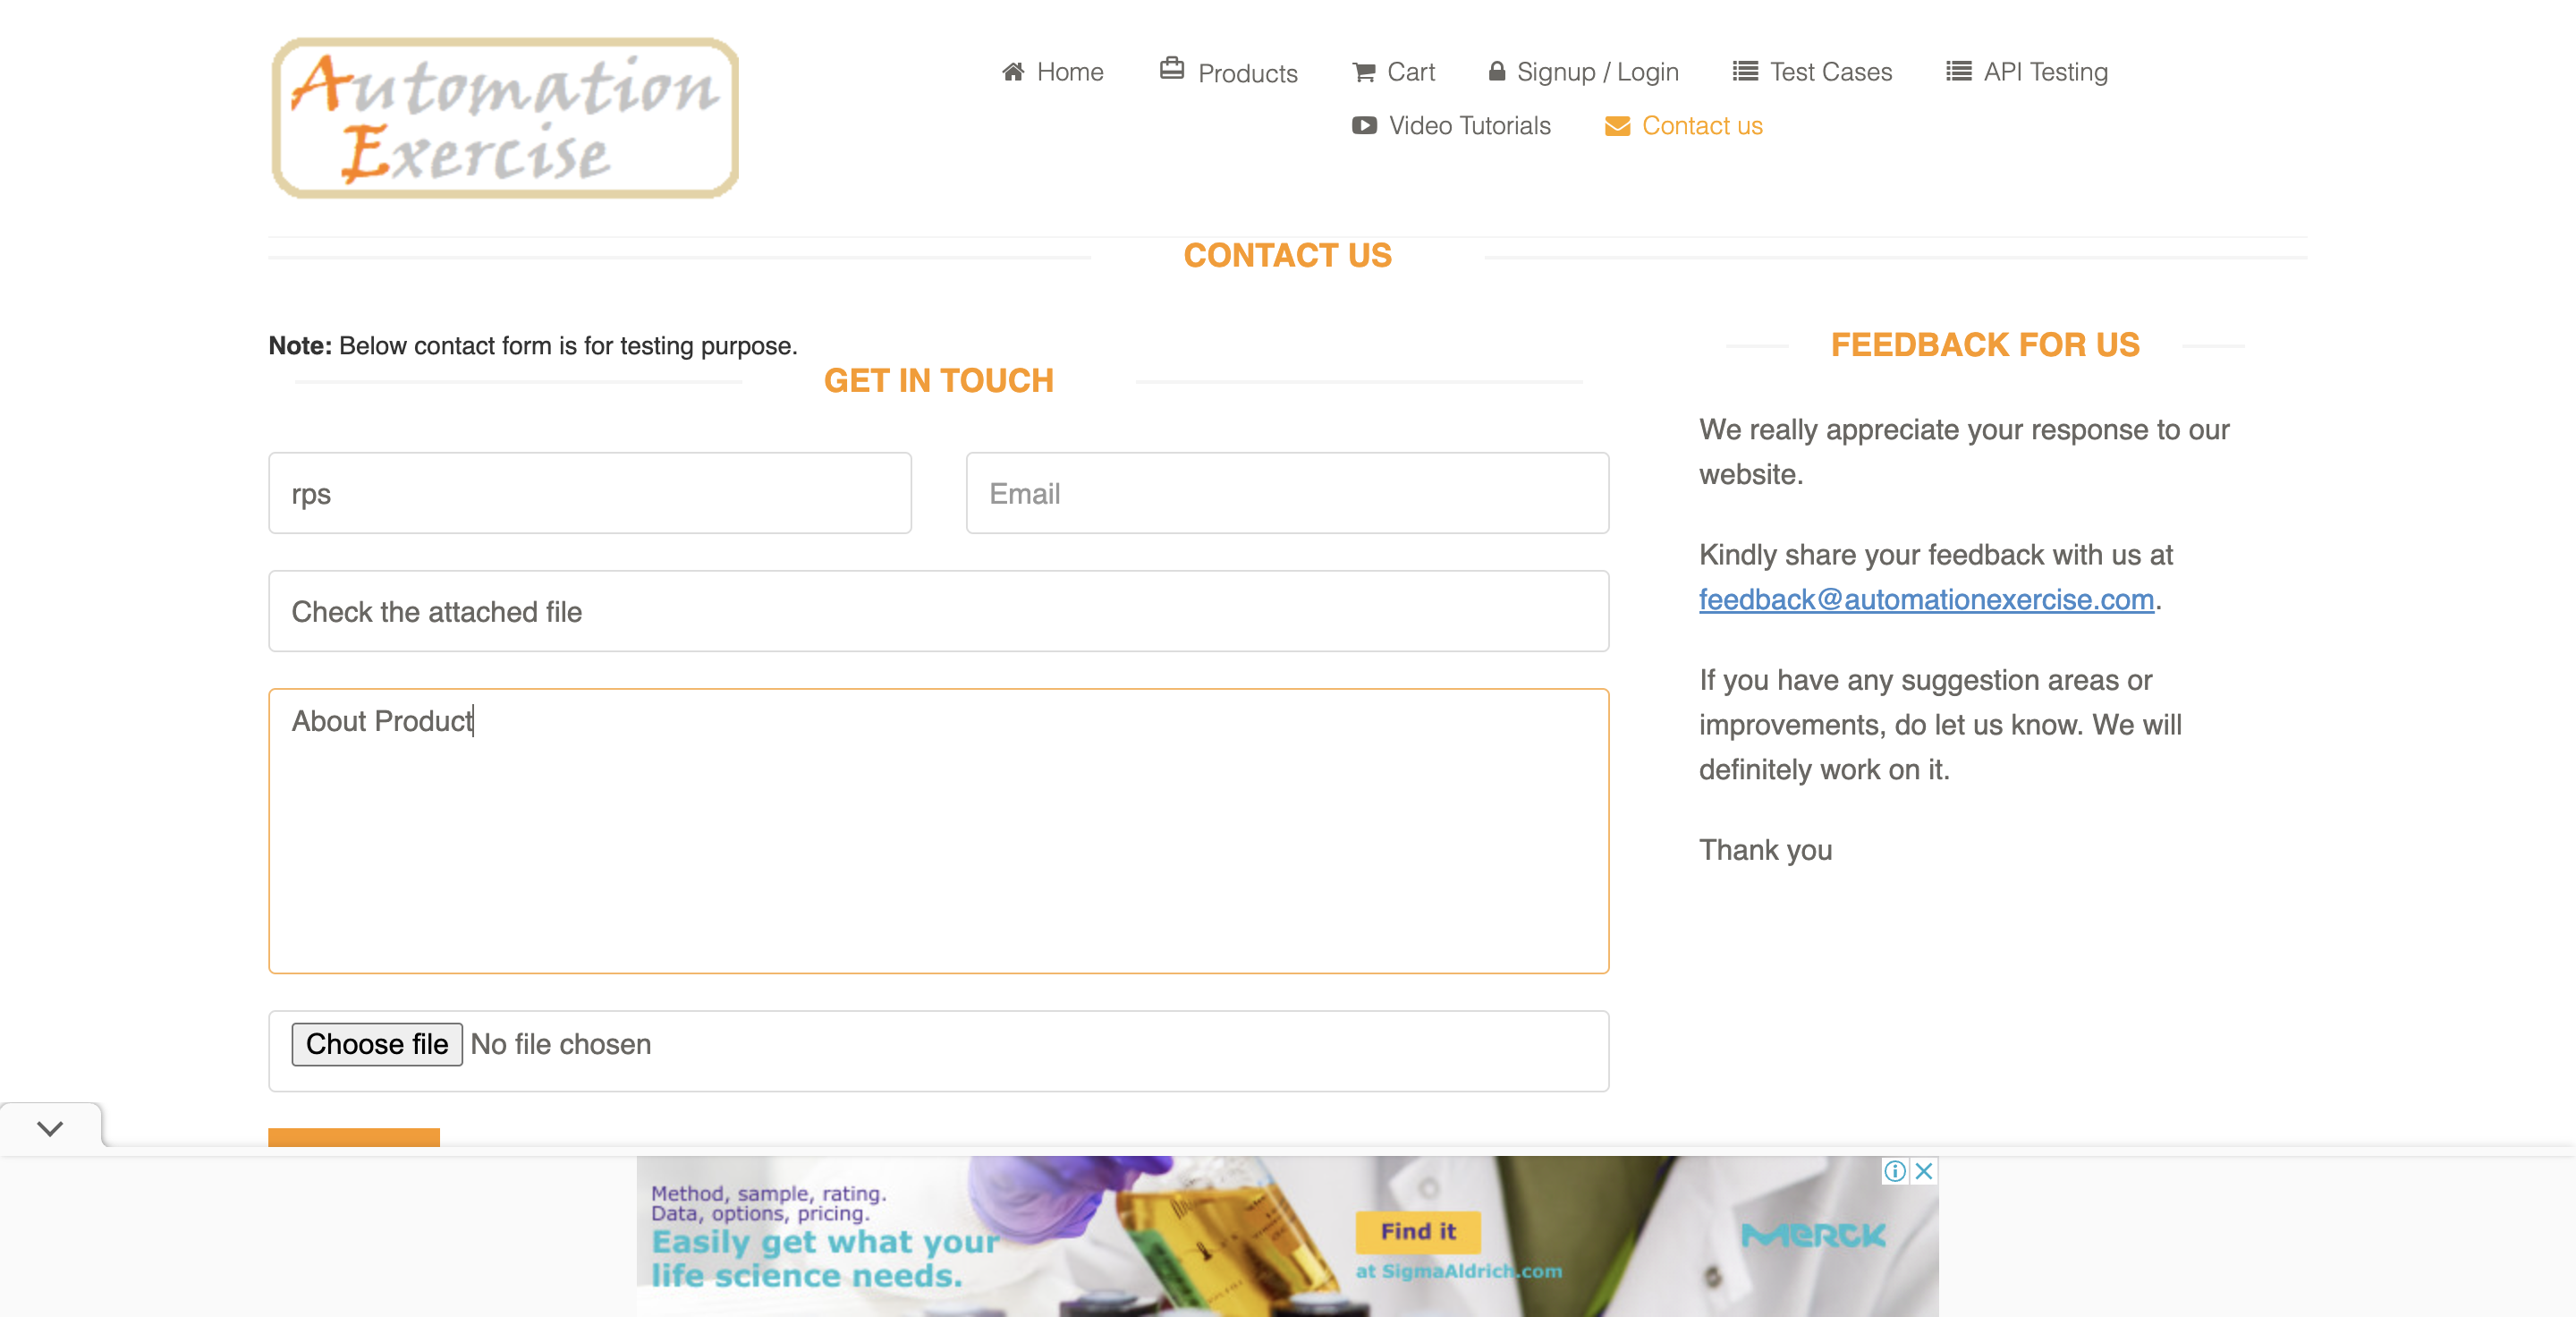 Automation
Exercise
Home
Products
Cart
Signup / Login
Test Cases
API Testing
Video Tutorials
Contact us
CONTACT US
Note: Below contact form is for testing purpose.
GET IN TOUCH
rps
Email
Check the attached file
About Product
Choose file No file chosen
FEEDBACK FOR US
We really appreciate your response to our
website.
Kindly share your feedback with us at
feedback@automationexercise.com.
If you have any suggestion areas or
improvements, do let us know. We will
definitely work on it.
Thank you
Method, sample, rating.
Data, options, pricing.
Easily get what your
life science needs.
Find it
at SigmaAldrich.com
MERCK